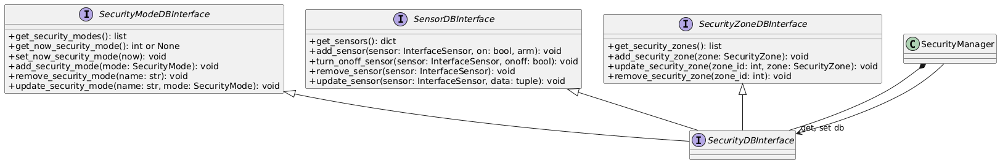 I SecurityModeDBInterface
+get_security_modes(): list
+get_now_security_mode(): int or None
+set_now_security_mode(now): void
+add_security_mode(mode: SecurityMode): void
+remove_security_mode(name: str): void
+update_security_mode(name: str, mode: SecurityMode): void
I SensorDBInterface
+get_sensors(): dict
+add_sensor(sensor: InterfaceSensor, on: bool, arm): void
+turn_onoff_sensor(sensor: InterfaceSensor, onoff: bool): void
+remove_sensor(sensor: InterfaceSensor): void
+update_sensor(sensor: InterfaceSensor, data: tuple): void
I SecurityZoneDBInterface
+get_security_zones(): list
+add_security_zone(zone: SecurityZone): void
+update_security_zone(zone_id: int, zone: SecurityZone): void
+remove_security_zone(zone_id: int): void
C SecurityManager
get, set db
I SecurityDBInterface